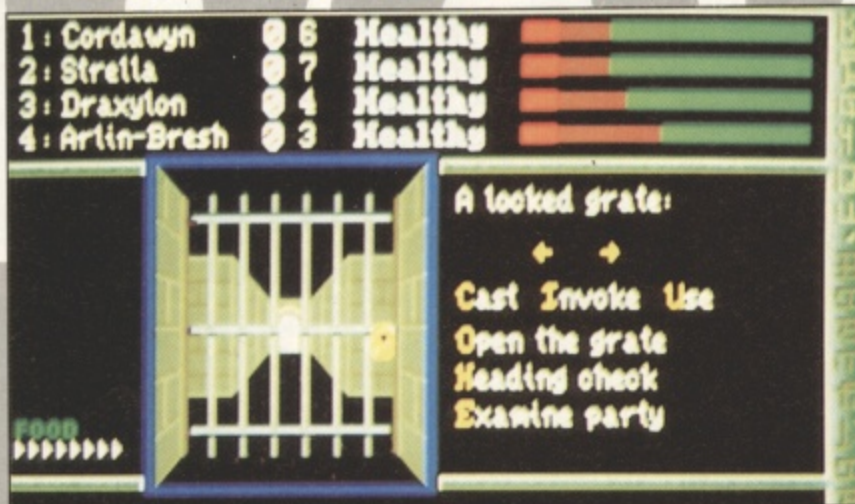 1: Cordawyn 6 Healthy
2: Strella 7 Healthy
3: Draxylon 4 Healthy
4: Arlin-Bresh 3 Healthy
A locked grate:
Cast Invoke Use
Open the grate
Heading check
Examine party
FOOD